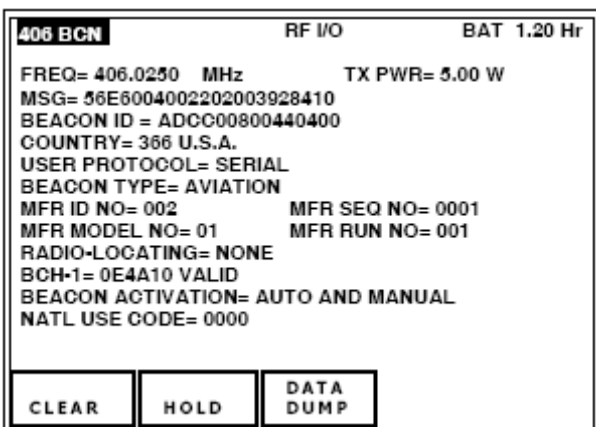 406 BCN RF I/O BAT 1.20 Hr
FREQ= 406.0250 MHz TX PWR= 5.00 W
MSG= 56E6004002202003928410
BEACON ID = ADCC00800440400
COUNTRY= 366 U.S.A.
USER PROTOCOL= SERIAL
BEACON TYPE= AVIATION
MFR ID NO= 002 MFR SEQ NO= 0001
MFR MODEL NO= 01 MFR RUN NO= 001
RADIO-LOCATING= NONE
BCH-1= 0E4A10 VALID
BEACON ACTIVATION= AUTO AND MANUAL
NATL USE CODE= 0000
CLEAR HOLD DATA DUMP